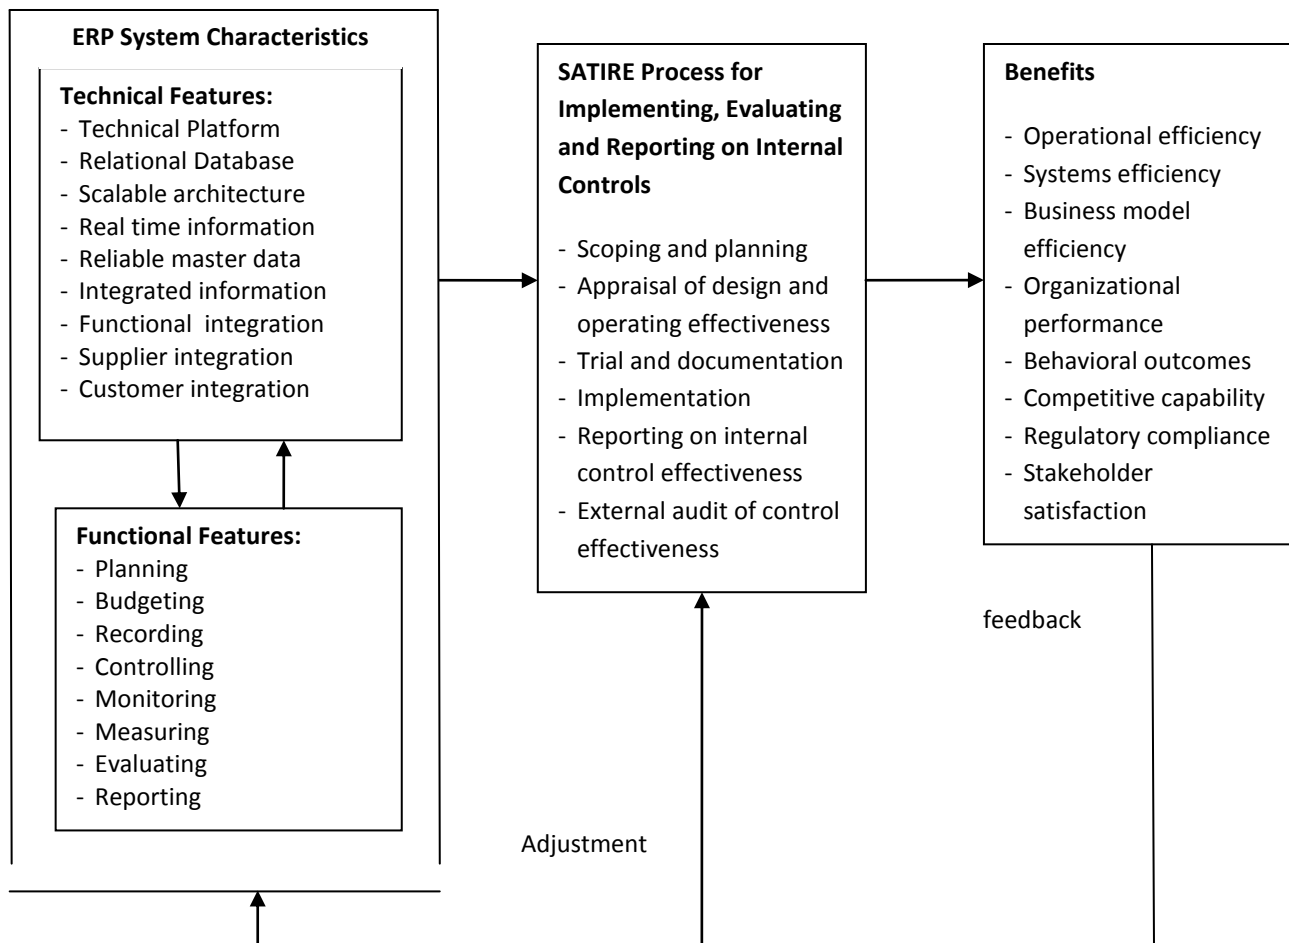 ERP System Characteristics
Technical Features:
- Technical Platform
- Relational Database
- Scalable architecture
- Real time information
- Reliable master data
- Integrated information
- Functional  integration
- Supplier integration
- Customer integration
Functional Features:
- Planning
- Budgeting
- Recording
- Controlling
- Monitoring
- Measuring
- Evaluating
- Reporting
SATIRE Process for
Implementing, Evaluating
and Reporting on Internal
Controls
- Scoping and planning
- Appraisal of design and
operating effectiveness
- Trial and documentation
- Implementation
- Reporting on internal
control effectiveness
- External audit of control
effectiveness
Adjustment
Benefits
- Operational efficiency
- Systems efficiency
- Business model
efficiency
- Organizational
performance
- Behavioral outcomes
- Competitive capability
- Regulatory compliance
- Stakeholder
satisfaction
feedback